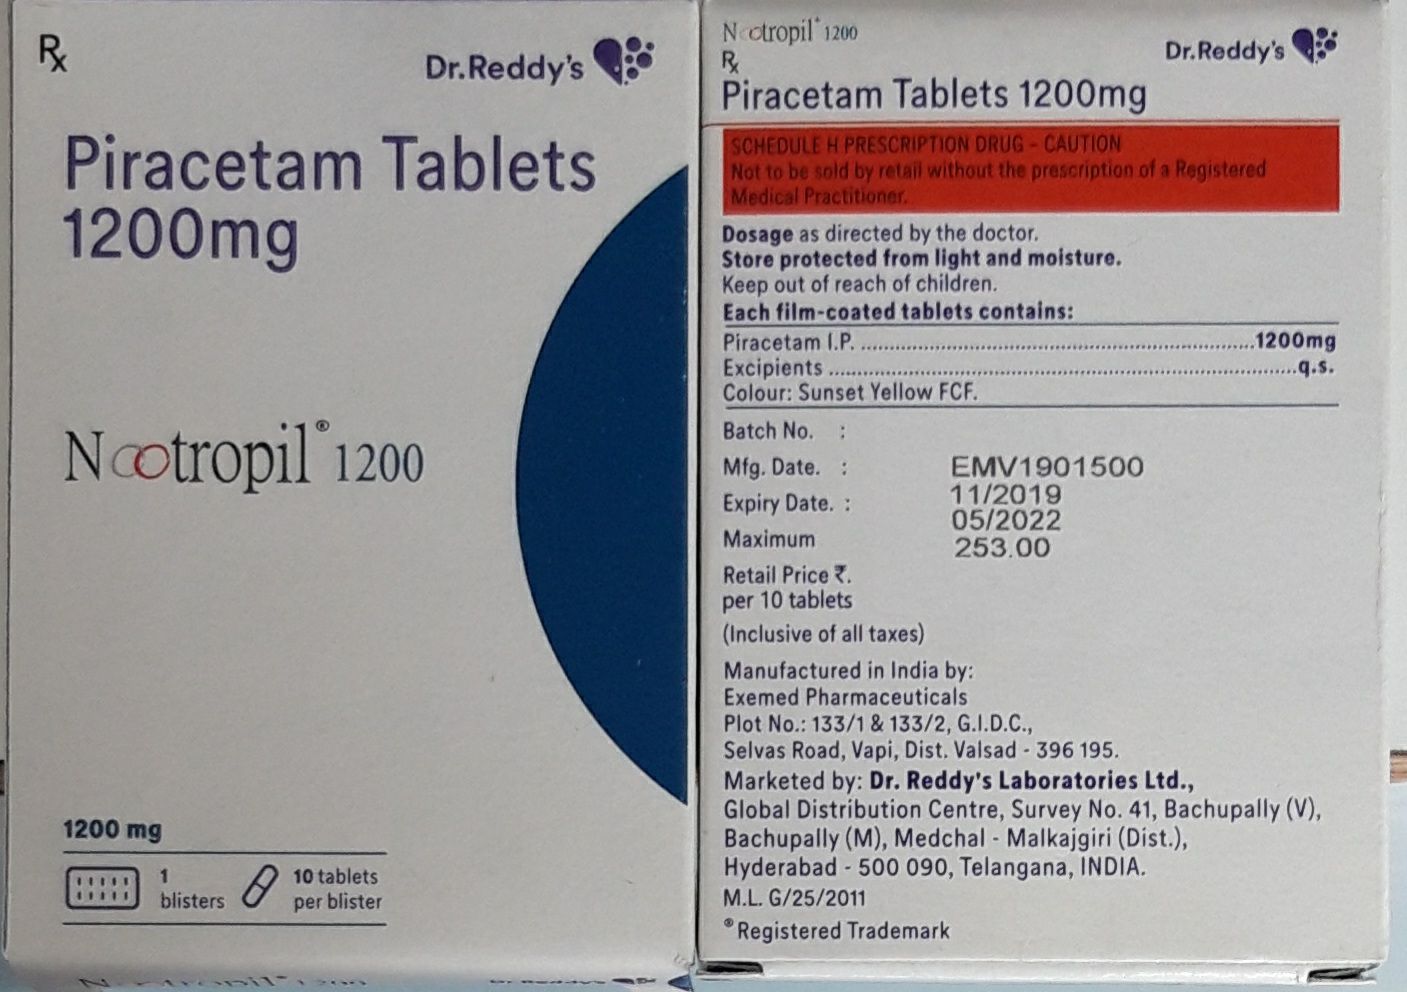 Rx
Dr.Reddy's
Piracetam Tablets
1200mg
Nootropil® 1200
1200 mg
1
blisters
10 tablets
per blister
Nootropil® 1200
Dr.Reddy's
Nootropil® 1200
Rx
Dr.Reddy's
Piracetam Tablets 1200mg
SCHEDULE H PRESCRIPTION DRUG - CAUTION
Not to be sold by retail without the prescription of a Registered
Medical Practitioner.
Dosage as directed by the doctor.
Store protected from light and moisture.
Keep out of reach of children.
Each film-coated tablets contains:
Piracetam I.P. ........................................................................1200mg
Excipients .....................................................................................q.s.
Colour: Sunset Yellow FCF.
Batch No. :
Mfg. Date. : EMV1901500
11/2019
Expiry Date. : 05/2022
Maximum 253.00
Retail Price ₹.
per 10 tablets
(Inclusive of all taxes)
Manufactured in India by:
Exemed Pharmaceuticals
Plot No.: 133/1 & 133/2, G.I.D.C.,
Selvas Road, Vapi, Dist. Valsad - 396 195.
Marketed by: Dr. Reddy's Laboratories Ltd.,
Global Distribution Centre, Survey No. 41, Bachupally (V),
Bachupally (M), Medchal - Malkajgiri (Dist.),
Hyderabad - 500 090, Telangana, INDIA.
M.L. G/25/2011
® Registered Trademark